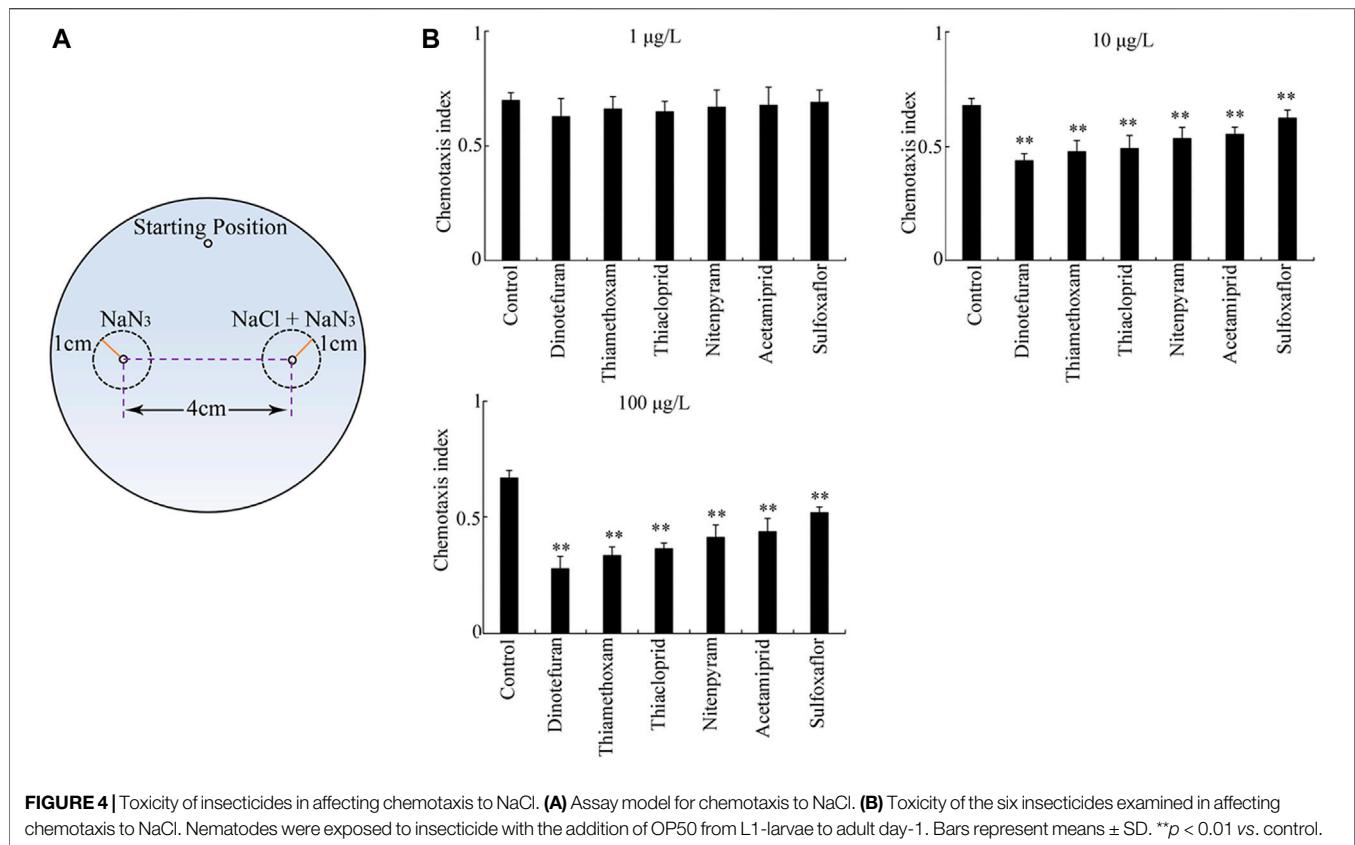 A
Starting Position
NaN3
NaCl + NaN3
1cm
1cm
4cm
B
1 μg/L
Chemotaxis index
1
0.5
0
Control
Dinotefuran
Thiamethoxam
Thiacloprid
Nitenpyram
Acetamiprid
Sulfoxaflor
10 μg/L
Chemotaxis index
1
0.5
0
**
**
**
**
**
**
Control
Dinotefuran
Thiamethoxam
Thiacloprid
Nitenpyram
Acetamiprid
Sulfoxaflor
100 μg/L
Chemotaxis index
1
0.5
0
**
**
**
**
**
**
Control
Dinotefuran
Thiamethoxam
Thiacloprid
Nitenpyram
Acetamiprid
Sulfoxaflor
FIGURE 4 | Toxicity of insecticides in affecting chemotaxis to NaCl. (A) Assay model for chemotaxis to NaCl. (B) Toxicity of the six insecticides examined in affecting
chemotaxis to NaCl. Nematodes were exposed to insecticide with the addition of OP50 from L1-larvae to adult day-1. Bars represent means ± SD. **p < 0.01 vs. control.